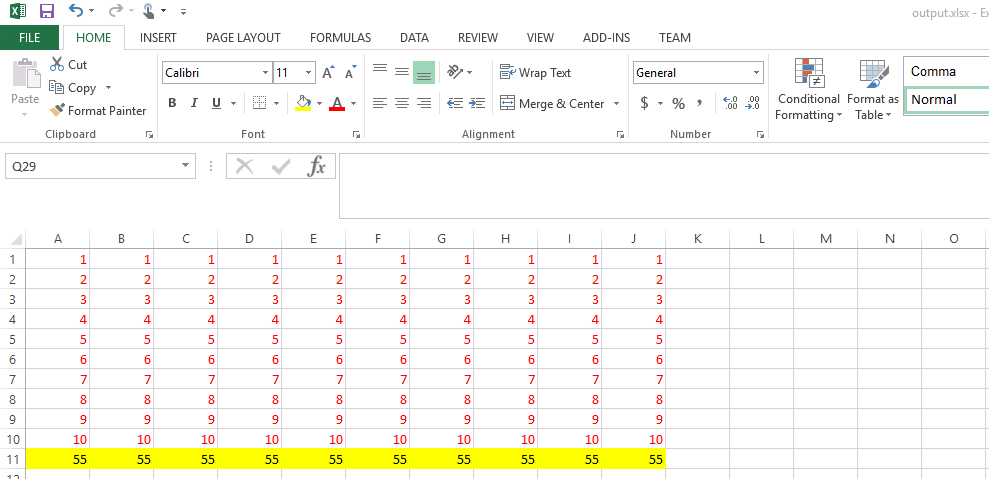 output.xlsx - E
FILE HOME INSERT PAGE LAYOUT FORMULAS DATA REVIEW VIEW ADD-INS TEAM
Paste
Cut
Copy
Format Painter
Clipboard
Calibri 11 A A
B I U A
Font
Wrap Text
Merge & Center
Alignment
General
$ % , .0 .00 .00 .0
Number
Conditional Formatting
Format as Table
Comma
Normal
Q29 fx
A B C D E F G H I J K L M N O
1 1 1 1 1 1 1 1 1 1 1
2 2 2 2 2 2 2 2 2 2 2
3 3 3 3 3 3 3 3 3 3 3
4 4 4 4 4 4 4 4 4 4 4
5 5 5 5 5 5 5 5 5 5 5
6 6 6 6 6 6 6 6 6 6 6
7 7 7 7 7 7 7 7 7 7 7
8 8 8 8 8 8 8 8 8 8 8
9 9 9 9 9 9 9 9 9 9 9
10 10 10 10 10 10 10 10 10 10 10
11 55 55 55 55 55 55 55 55 55 55
12